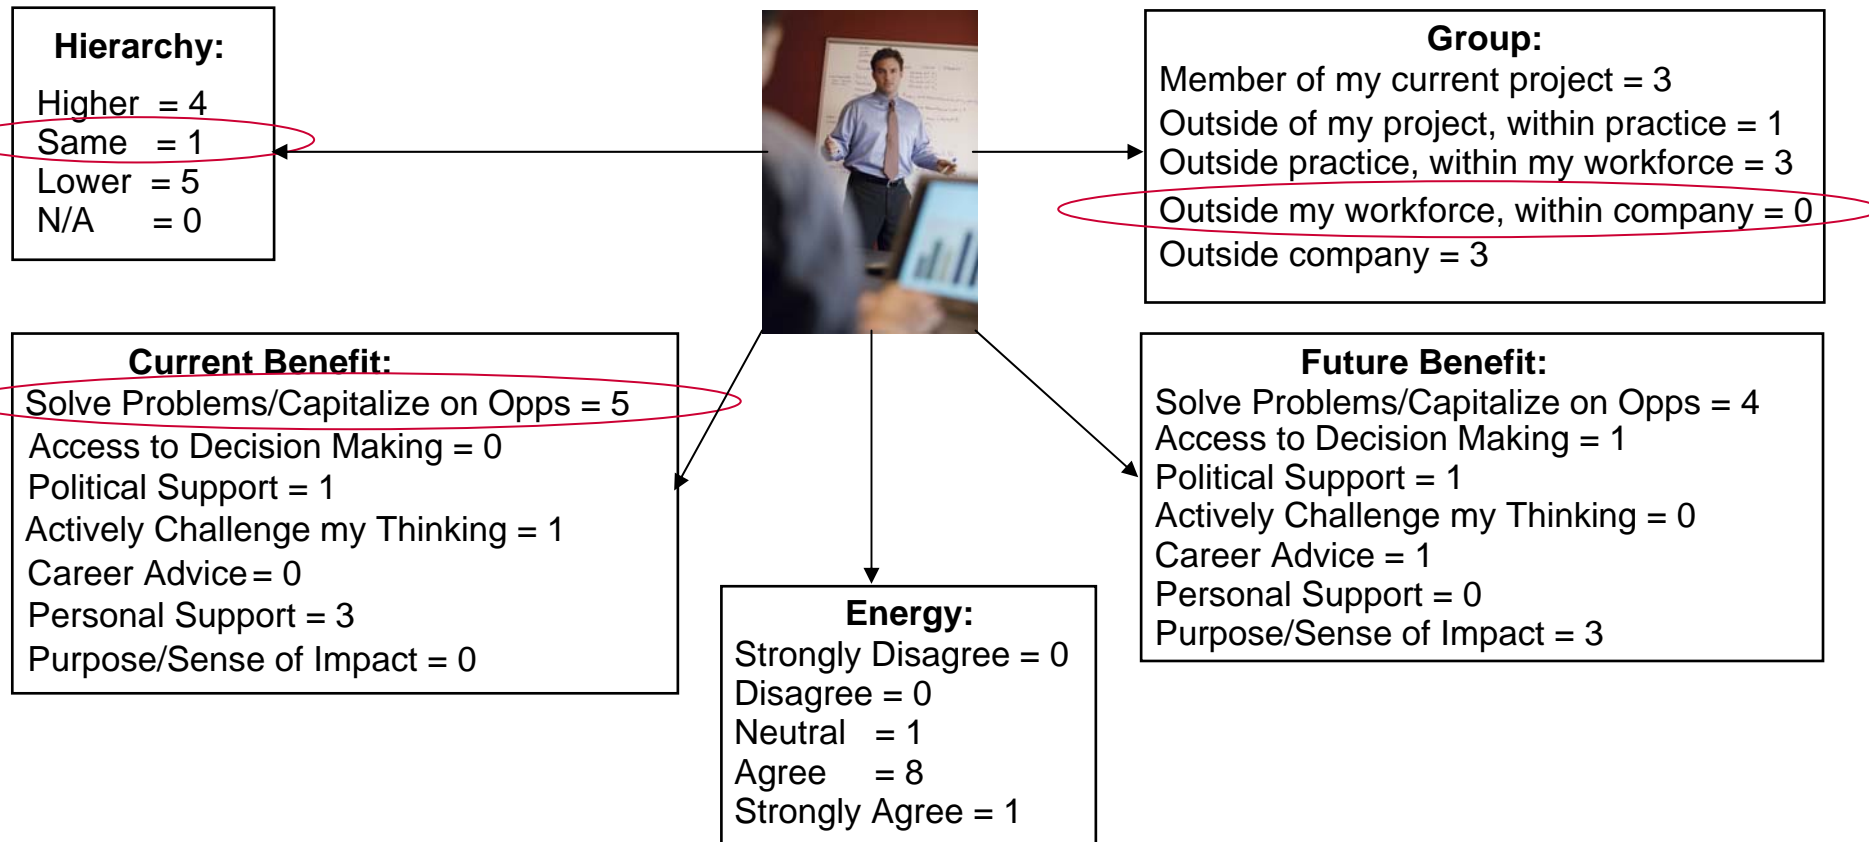 Hierarchy:
Higher = 4
Same = 1
Lower = 5
N/A = 0
Group:
Member of my current project = 3
Outside of my project, within practice = 1
Outside practice, within my workforce = 3
Outside my workforce, within company = 0
Outside company = 3
Current Benefit:
Solve Problems/Capitalize on Opps = 5
Access to Decision Making = 0
Political Support = 1
Actively Challenge my Thinking = 1
Career Advice = 0
Personal Support = 3
Purpose/Sense of Impact = 0
Energy:
Strongly Disagree = 0
Disagree = 0
Neutral = 1
Agree = 8
Strongly Agree = 1
Future Benefit:
Solve Problems/Capitalize on Opps = 4
Access to Decision Making = 1
Political Support = 1
Actively Challenge my Thinking = 0
Career Advice = 1
Personal Support = 0
Purpose/Sense of Impact = 3